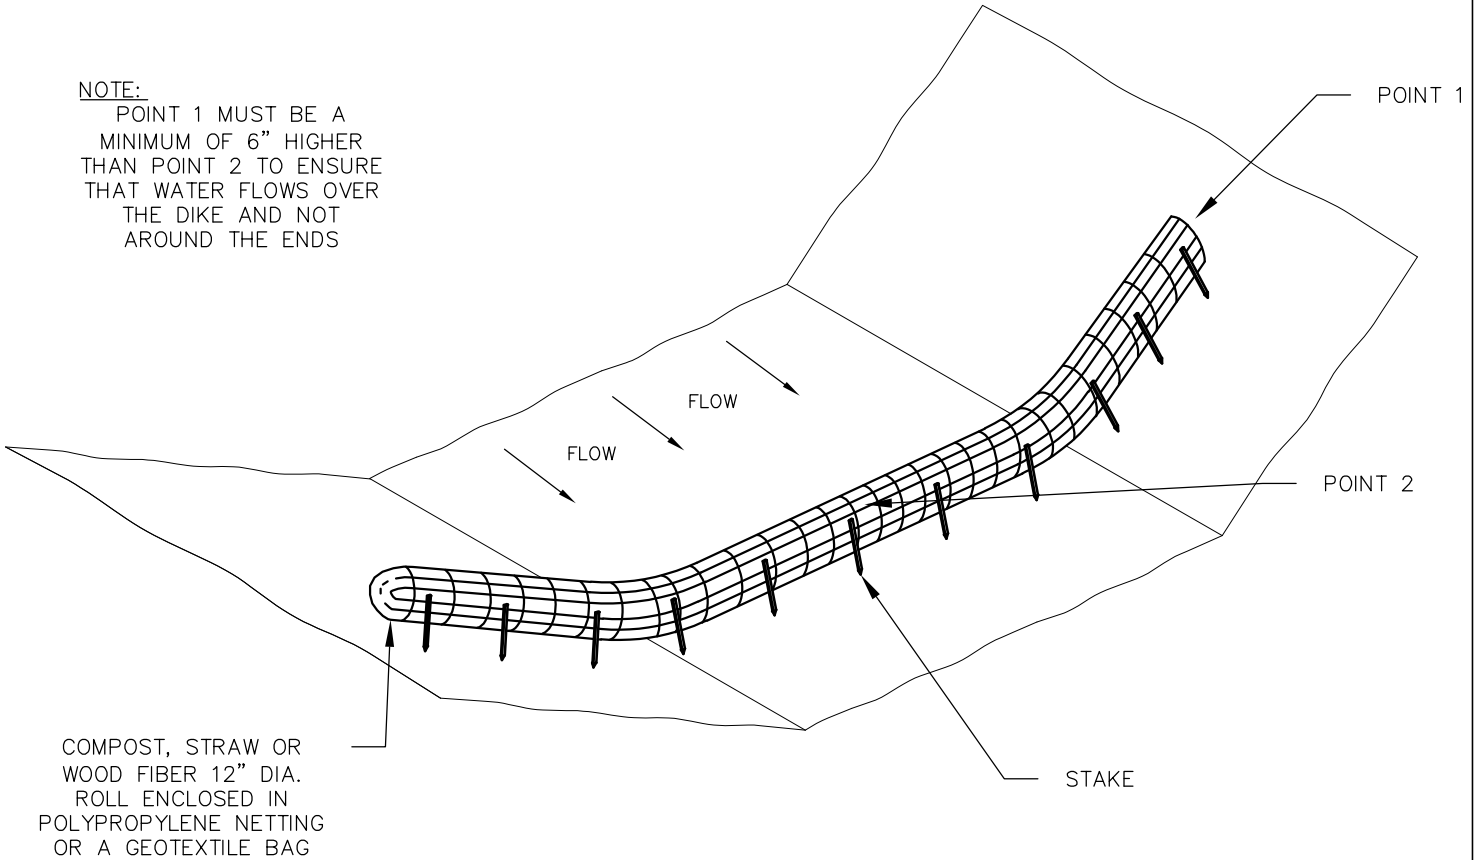 NOTE:
POINT 1 MUST BE A
MINIMUM OF 6” HIGHER
THAN POINT 2 TO ENSURE
THAT WATER FLOWS OVER
THE DIKE AND NOT
AROUND THE ENDS
POINT 1
FLOW
FLOW
POINT 2
STAKE
COMPOST, STRAW OR
WOOD FIBER 12” DIA.
ROLL ENCLOSED IN
POLYPROPYLENE NETTING
OR A GEOTEXTILE BAG